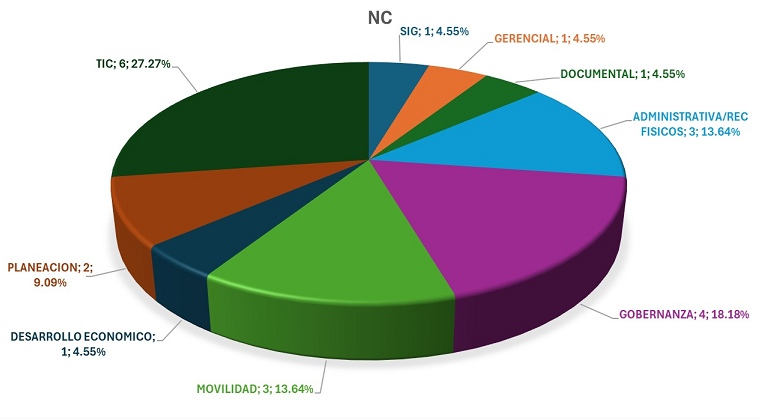 NC
SIG; 1; 4.55%
GERENCIAL; 1; 4.55%
DOCUMENTAL; 1; 4.55%
ADMINISTRATIVA/REC
FISICOS; 3; 13.64%
GOBERNANZA; 4; 18.18%
MOVILIDAD; 3; 13.64%
DESARROLLO ECONOMICO;
1; 4.55%
PLANEACION; 2;
9.09%
TIC; 6; 27.27%